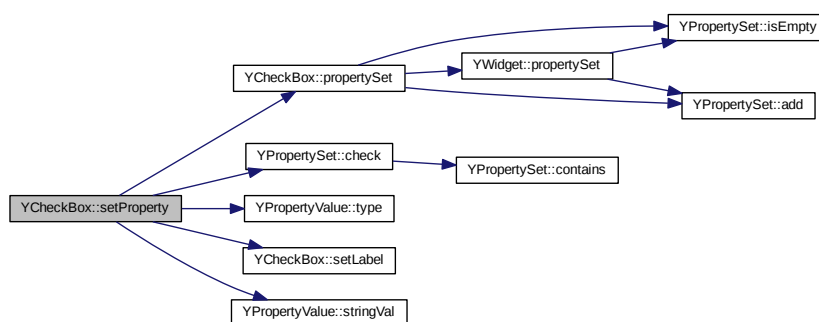 YPropertySet::isEmpty
YWidget::propertySet
YCheckBox::propertySet
YPropertySet::add
YPropertySet::check
YPropertySet::contains
YCheckBox::setProperty
YPropertyValue::type
YCheckBox::setLabel
YPropertyValue::stringVal